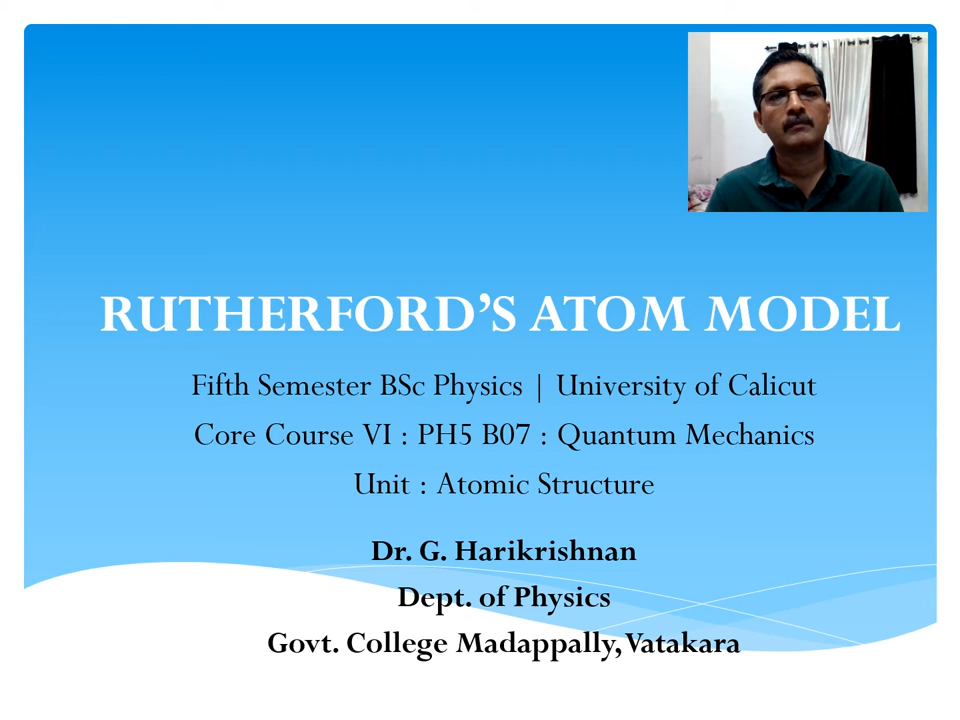 RUTHERFORD’S ATOM MODEL
Fifth Semester BSc Physics | University of Calicut
Core Course VI : PH5 B07 : Quantum Mechanics
Unit : Atomic Structure
Dr. G. Harikrishnan
Dept. of Physics
Govt. College Madappally, Vatakara